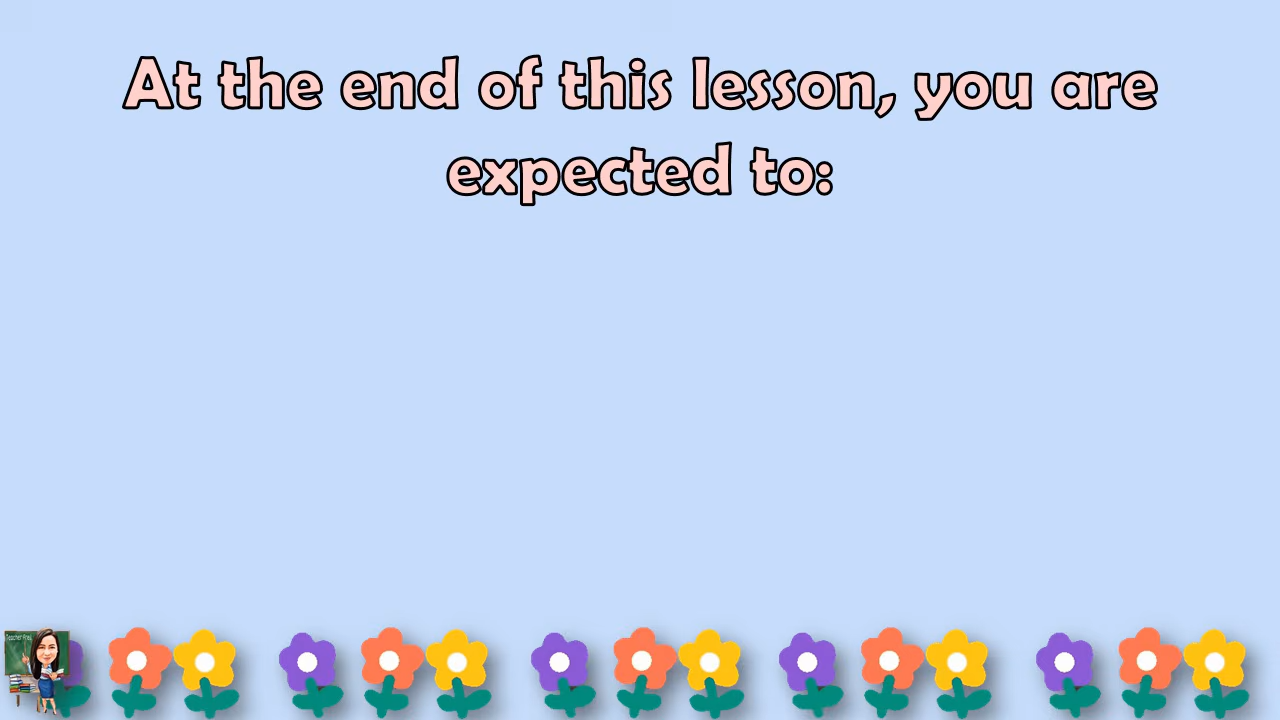 At the end of this lesson, you are
expected to: